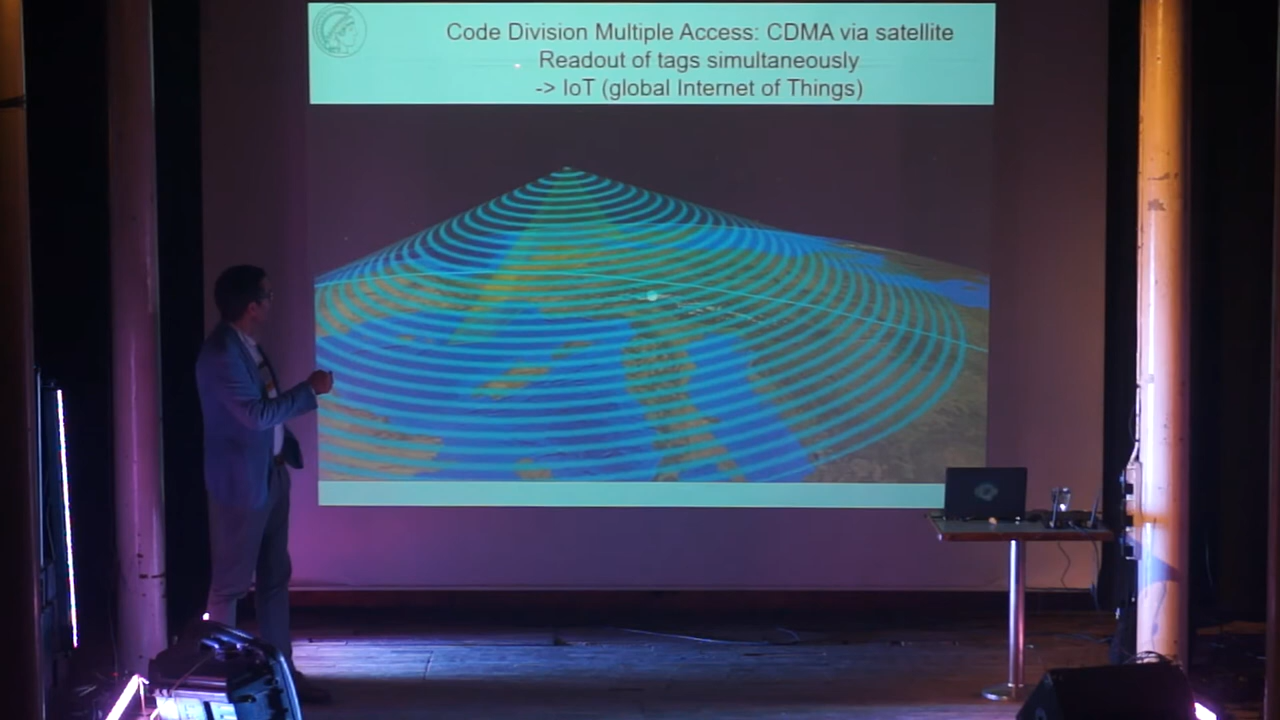 Code Division Multiple Access: CDMA via satellite
Readout of tags simultaneously
-> IoT (global Internet of Things)